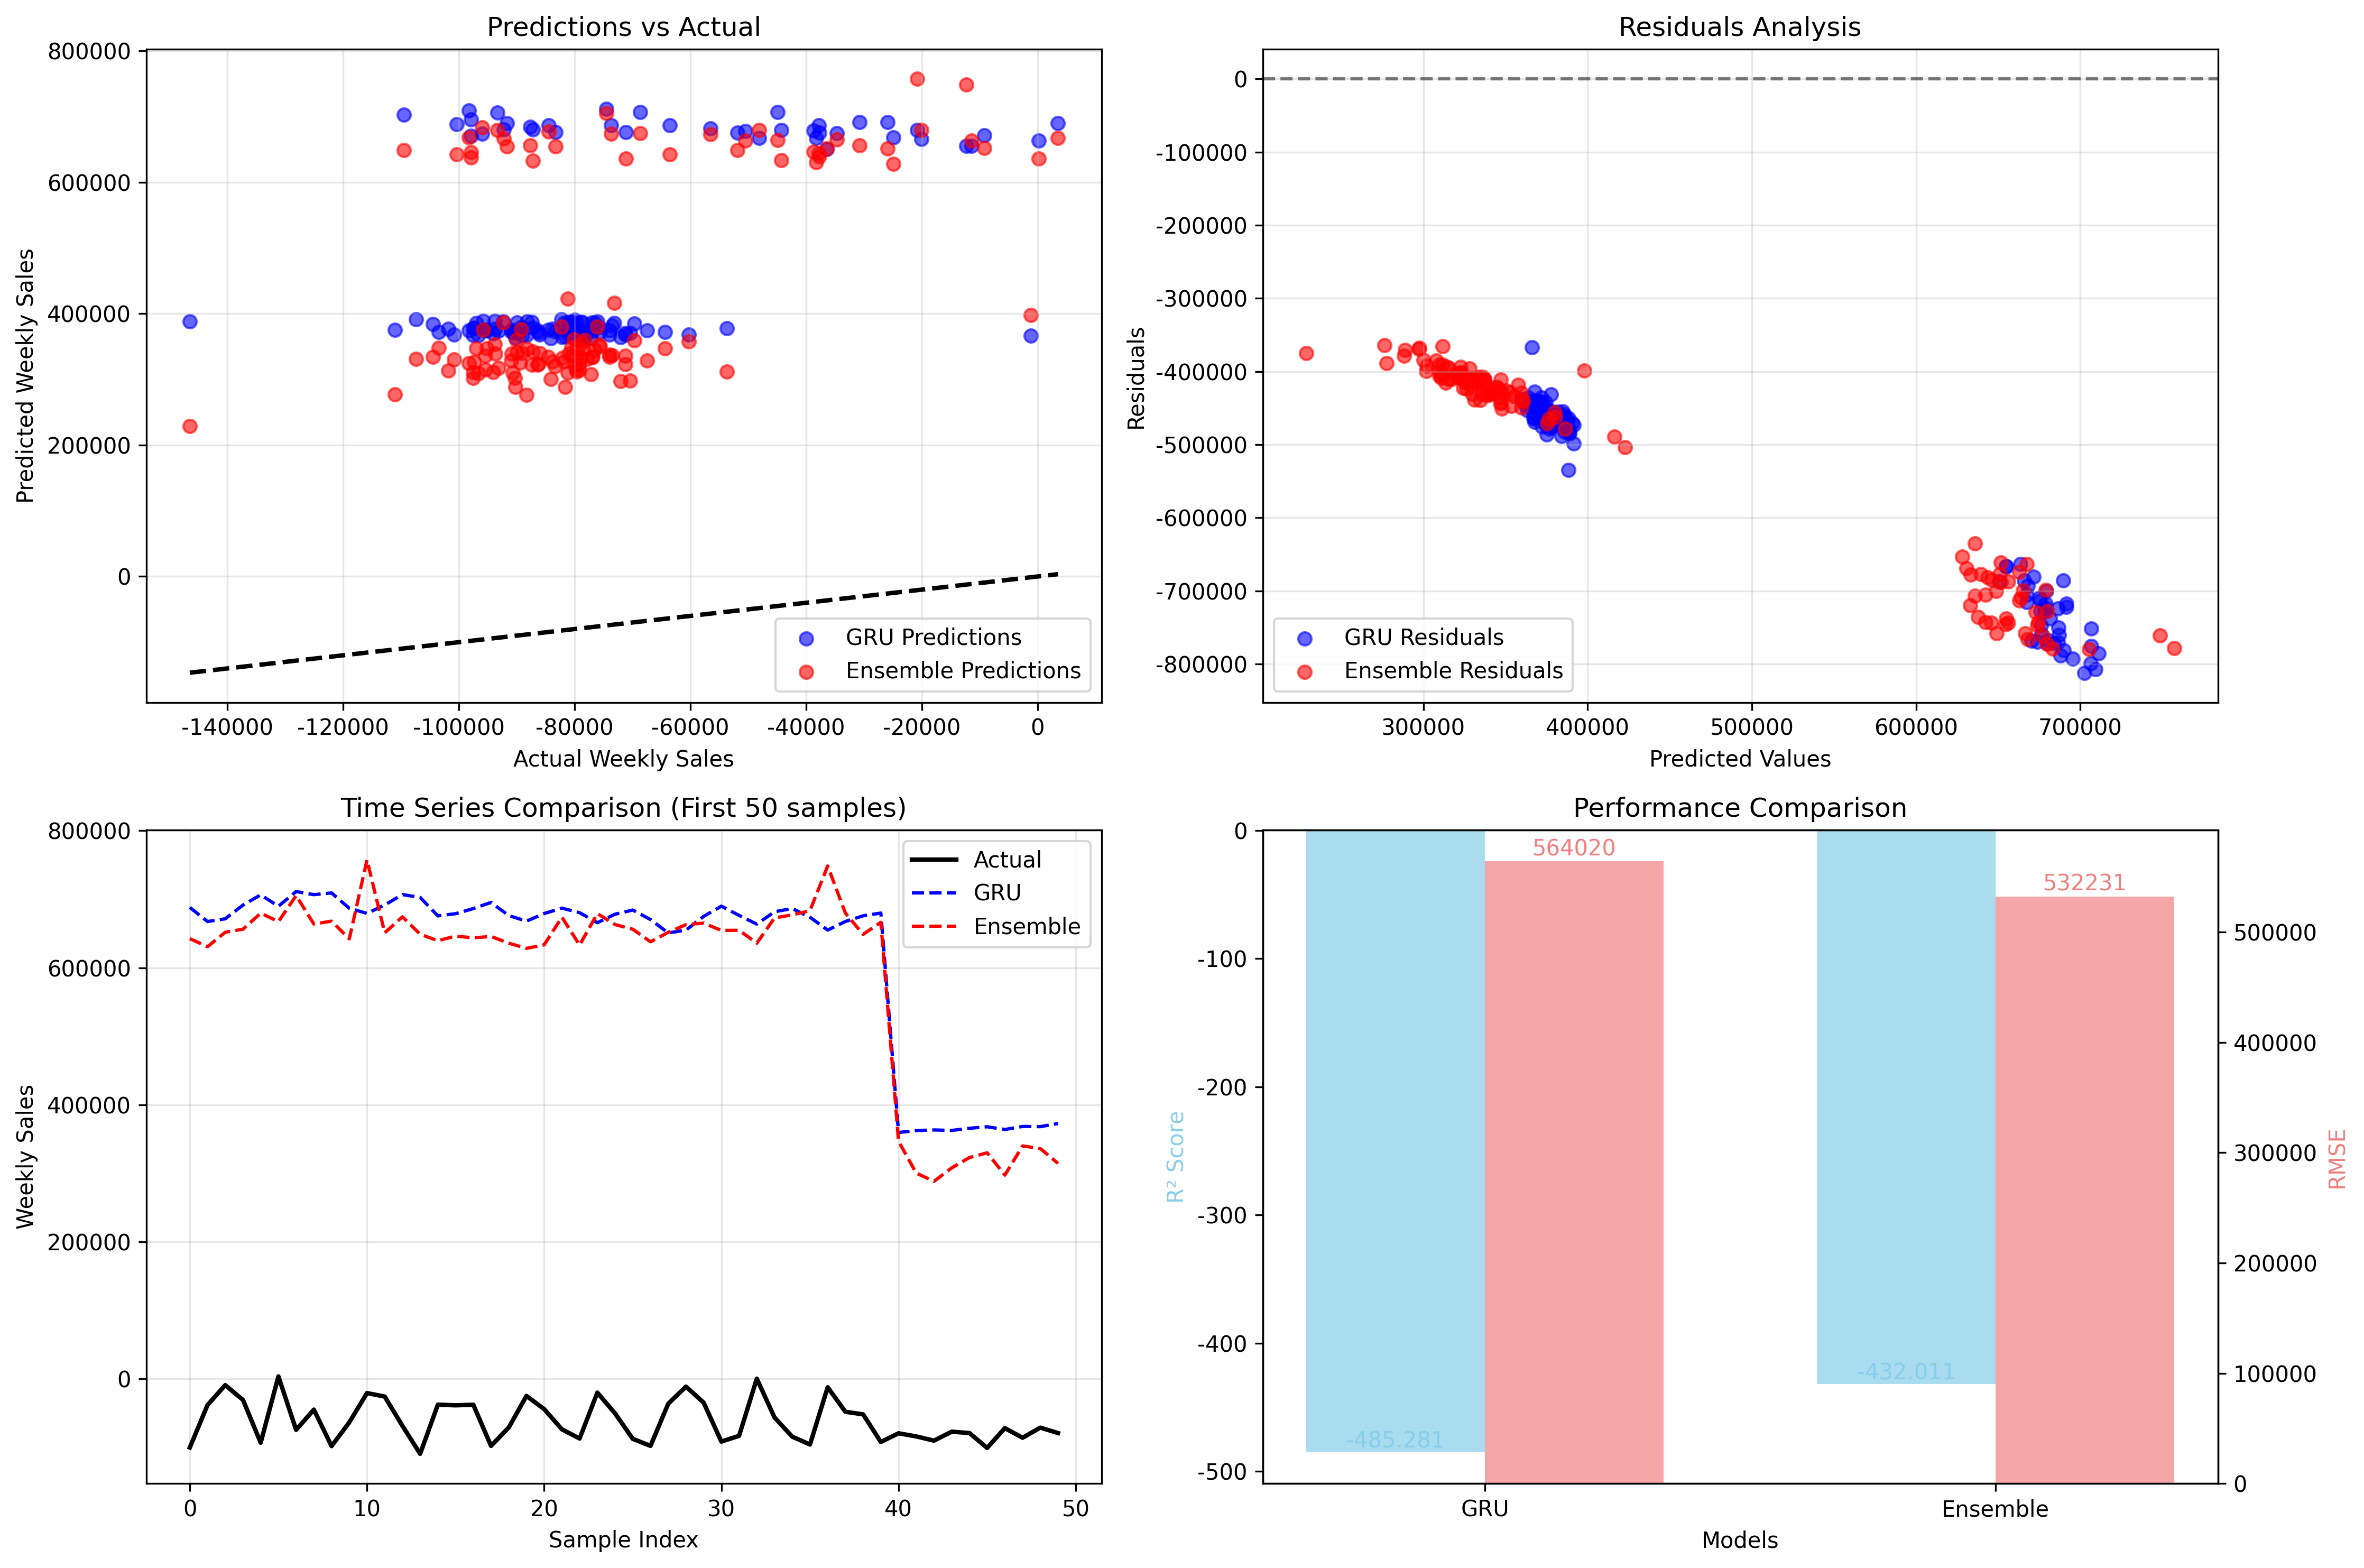 Predictions vs Actual
800000
600000
400000
200000
0
Predicted Weekly Sales
GRU Predictions
Ensemble Predictions
-140000 -120000 -100000 -80000 -60000 -40000 -20000 0
Actual Weekly Sales
Residuals Analysis
0
-100000
-200000
-300000
-400000
-500000
-600000
-700000
-800000
Residuals
GRU Residuals
Ensemble Residuals
300000 400000 500000 600000 700000
Predicted Values
Time Series Comparison (First 50 samples)
800000
600000
400000
200000
0
Weekly Sales
Actual
GRU
Ensemble
0 10 20 30 40 50
Sample Index
Performance Comparison
0
-100
-200
-300
-400
-500
R² Score
564020
532231
-485.281
-432.011
500000
400000
300000
200000
100000
0
RMSE
GRU Ensemble
Models